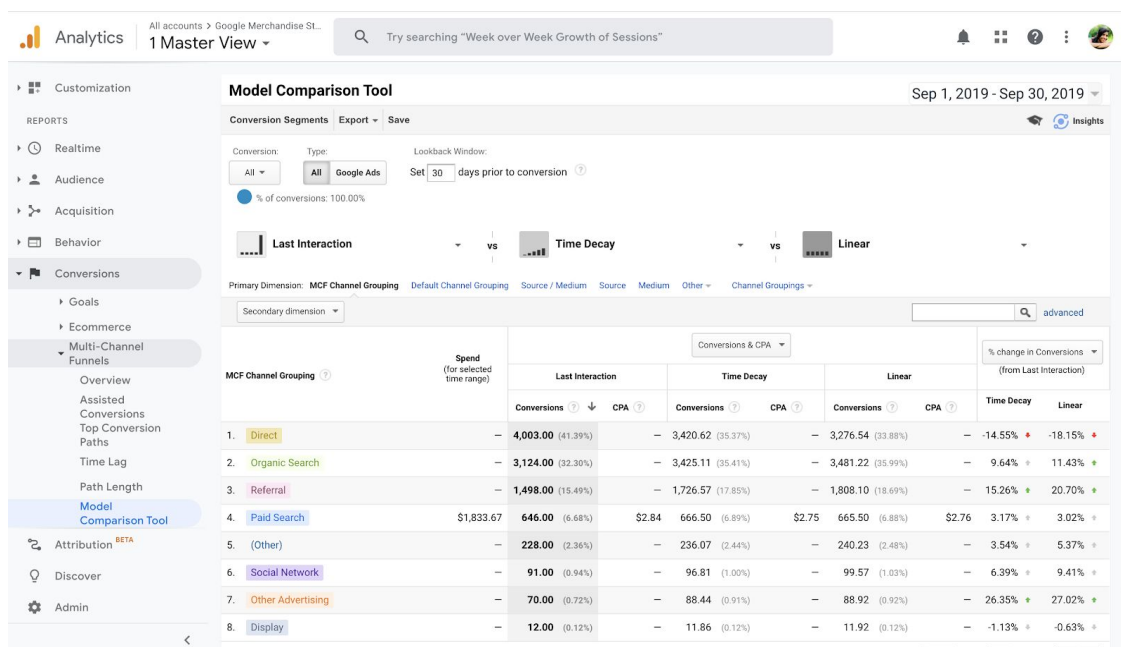 Analytics
All accounts > Google Merchandise St...
1 Master View
Try searching "Week over Week Growth of Sessions"
Customization
REPORTS
Realtime
Audience
Acquisition
Behavior
Conversions
Goals
Ecommerce
Multi-Channel
Funnels
Overview
Assisted
Conversions
Top Conversion
Paths
Time Lag
Path Length
Model
Comparison Tool
Attribution BETA
Discover
Admin
Model Comparison Tool
Sep 1, 2019 - Sep 30, 2019
Conversion Segments Export Save
Insights
Conversion: Type: Lookback Window:
All All Google Ads Set 30 days prior to conversion ?
% of conversions: 100.00%
Last Interaction vs Time Decay vs Linear
Primary Dimension: MCF Channel Grouping Default Channel Grouping Source / Medium Source Medium Other Channel Groupings
Secondary dimension advanced
Conversions & CPA
% change in Conversions
(from Last Interaction)
MCF Channel Grouping ?
Spend
(for selected
time range)
Last Interaction Time Decay Linear
Conversions ? CPA ? Conversions ? CPA ? Conversions ? CPA ? Time Decay Linear
1. Direct — 4,003.00 (41.39%) — 3,420.62 (35.37%) — 3,276.54 (33.88%) — -14.55% -18.15%
2. Organic Search — 3,124.00 (32.30%) — 3,425.11 (35.41%) — 3,481.22 (35.99%) — 9.64% 11.43%
3. Referral — 1,498.00 (15.49%) — 1,726.57 (17.85%) — 1,808.10 (18.69%) — 15.26% 20.70%
4. Paid Search $1,833.67 646.00 (6.68%) $2.84 666.50 (6.89%) $2.75 665.50 (6.88%) $2.76 3.17% 3.02%
5. (Other) — 228.00 (2.36%) — 236.07 (2.44%) — 240.23 (2.48%) — 3.54% 5.37%
6. Social Network — 91.00 (0.94%) — 96.81 (1.00%) — 99.57 (1.03%) — 6.39% 9.41%
7. Other Advertising — 70.00 (0.72%) — 88.44 (0.91%) — 88.92 (0.92%) — 26.35% 27.02%
8. Display — 12.00 (0.12%) — 11.86 (0.12%) — 11.92 (0.12%) — -1.13% -0.63%